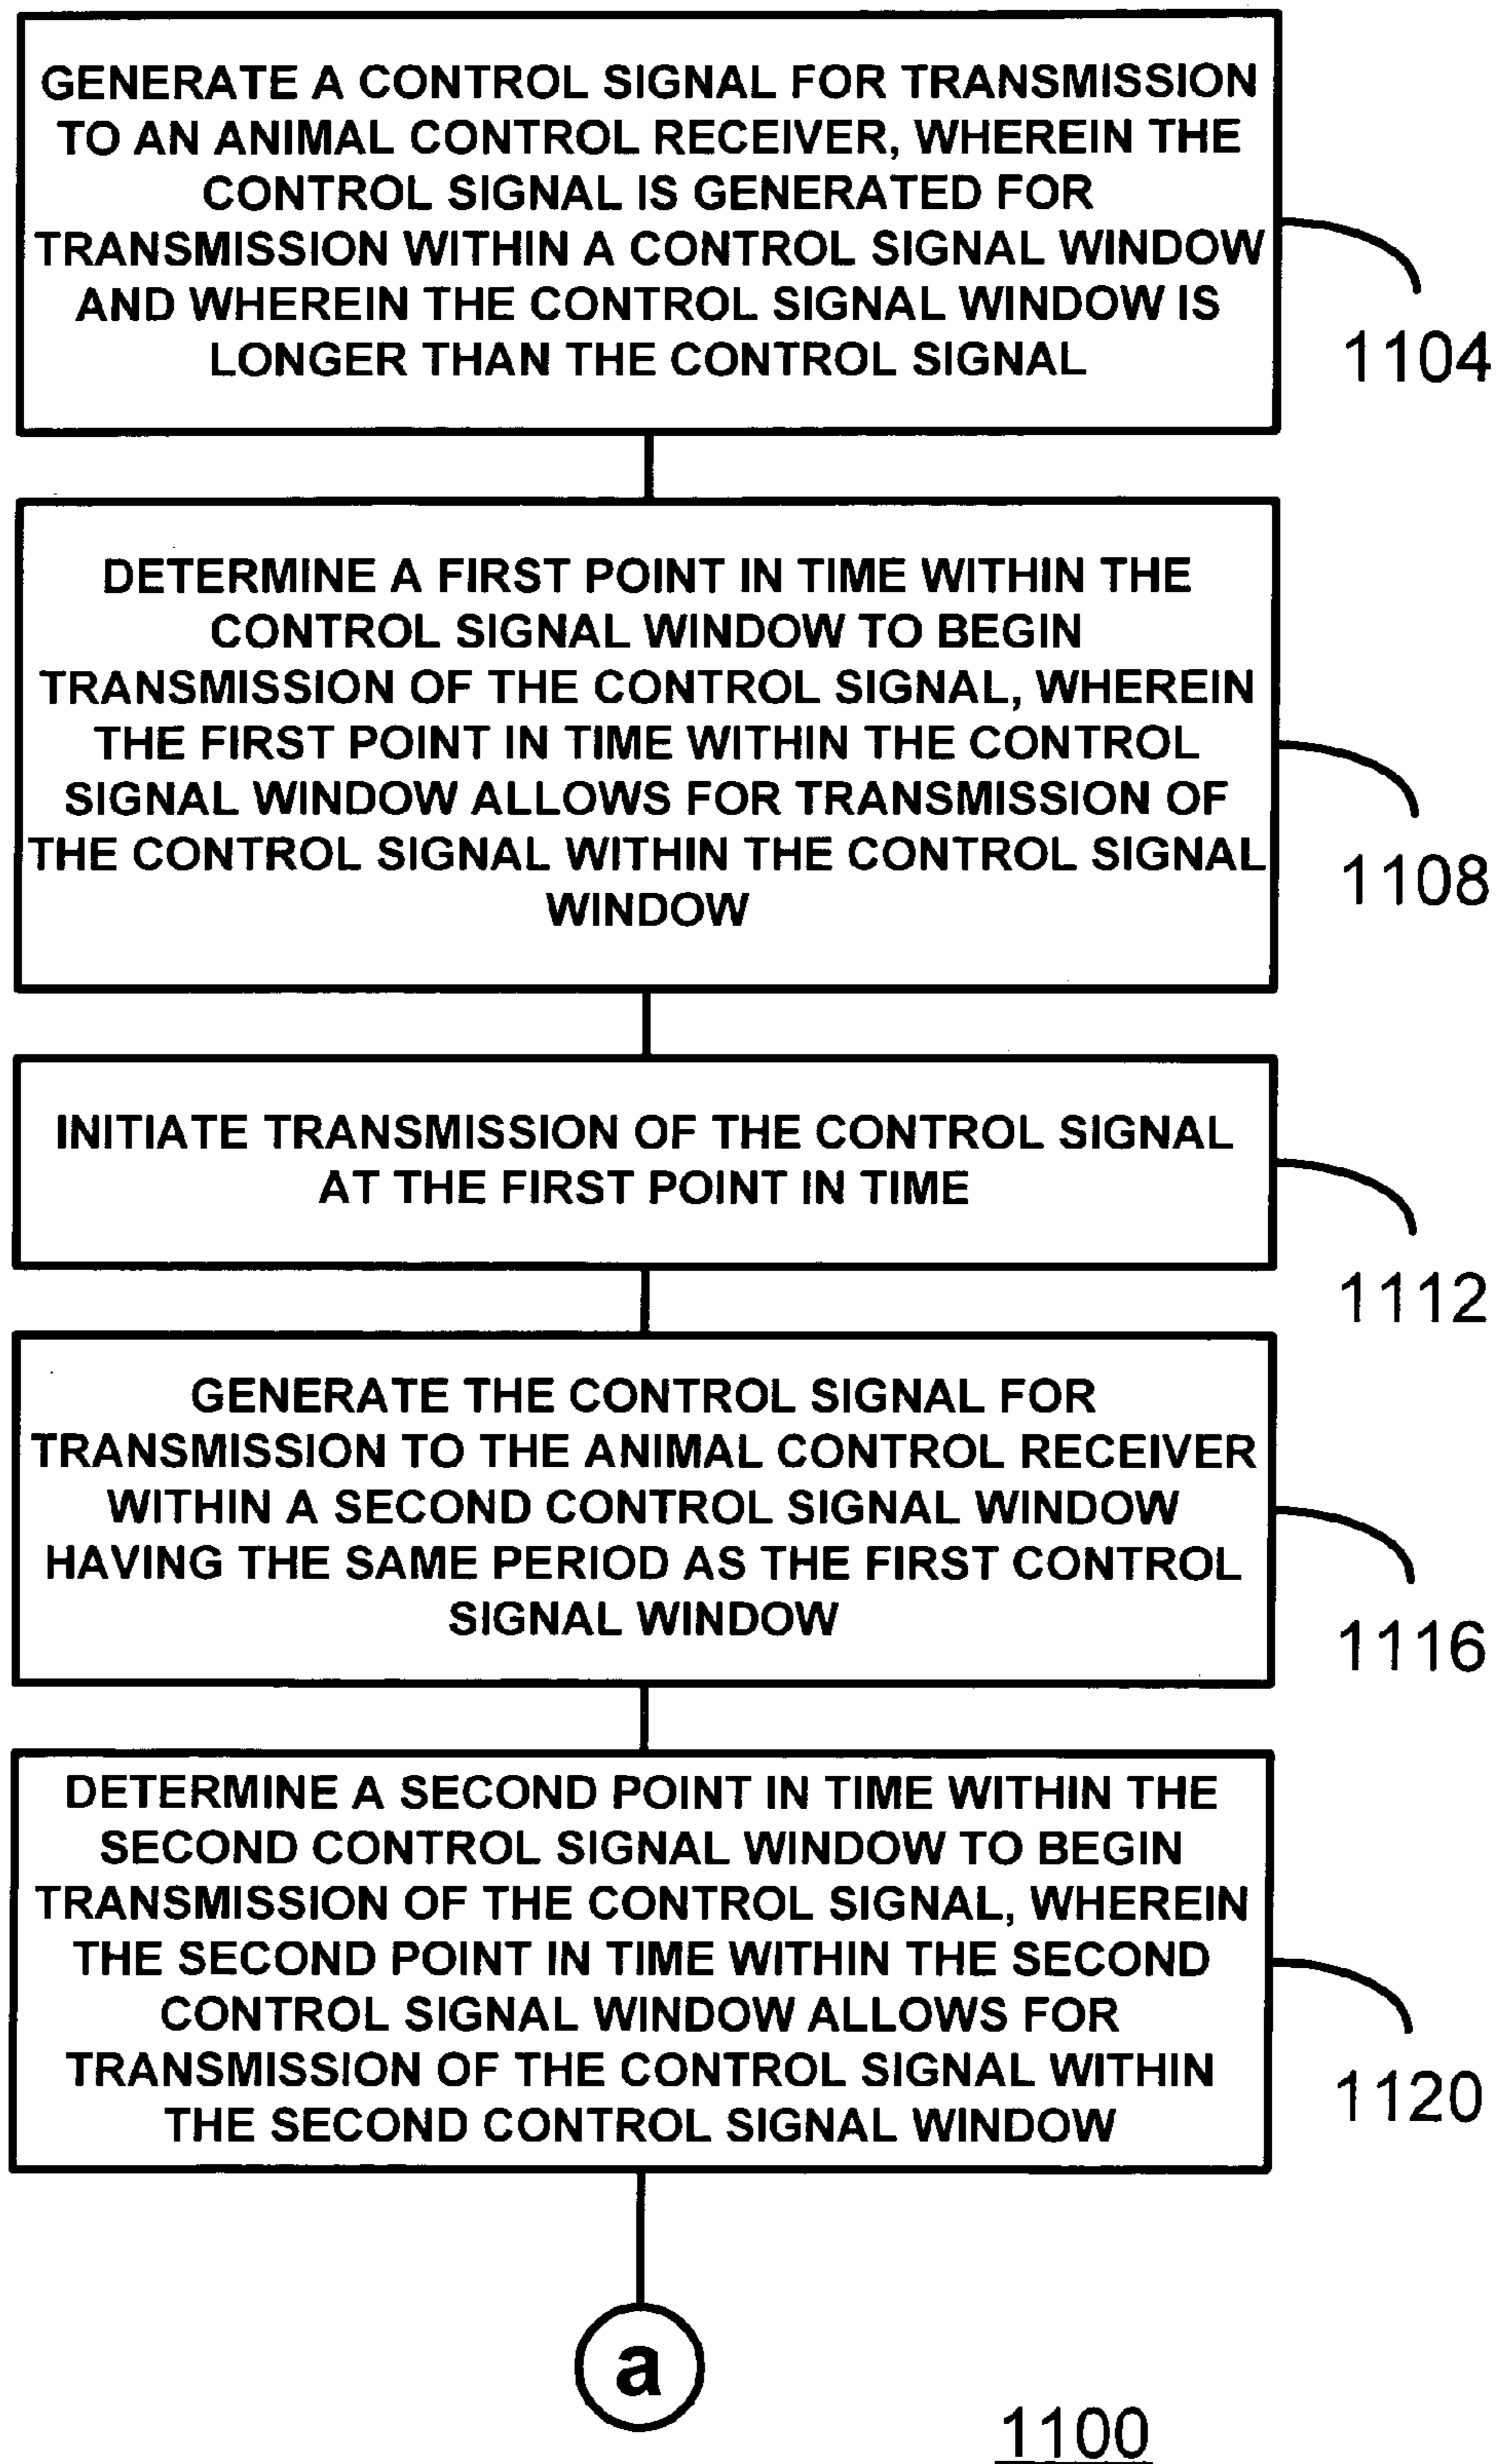 GENERATE A CONTROL SIGNAL FOR TRANSMISSION
TO AN ANIMAL CONTROL RECEIVER, WHEREIN THE
CONTROL SIGNAL IS GENERATED FOR
TRANSMISSION WITHIN A CONTROL SIGNAL WINDOW
AND WHEREIN THE CONTROL SIGNAL WINDOW IS
LONGER THAN THE CONTROL SIGNAL
1104
DETERMINE A FIRST POINT IN TIME WITHIN THE
CONTROL SIGNAL WINDOW TO BEGIN
TRANSMISSION OF THE CONTROL SIGNAL, WHEREIN
THE FIRST POINT IN TIME WITHIN THE CONTROL
SIGNAL WINDOW ALLOWS FOR TRANSMISSION OF
THE CONTROL SIGNAL WITHIN THE CONTROL SIGNAL
WINDOW
1108
INITIATE TRANSMISSION OF THE CONTROL SIGNAL
AT THE FIRST POINT IN TIME
1112
GENERATE THE CONTROL SIGNAL FOR
TRANSMISSION TO THE ANIMAL CONTROL RECEIVER
WITHIN A SECOND CONTROL SIGNAL WINDOW
HAVING THE SAME PERIOD AS THE FIRST CONTROL
SIGNAL WINDOW
1116
DETERMINE A SECOND POINT IN TIME WITHIN THE
SECOND CONTROL SIGNAL WINDOW TO BEGIN
TRANSMISSION OF THE CONTROL SIGNAL, WHEREIN
THE SECOND POINT IN TIME WITHIN THE SECOND
CONTROL SIGNAL WINDOW ALLOWS FOR
TRANSMISSION OF THE CONTROL SIGNAL WITHIN
THE SECOND CONTROL SIGNAL WINDOW
1120
a
1100